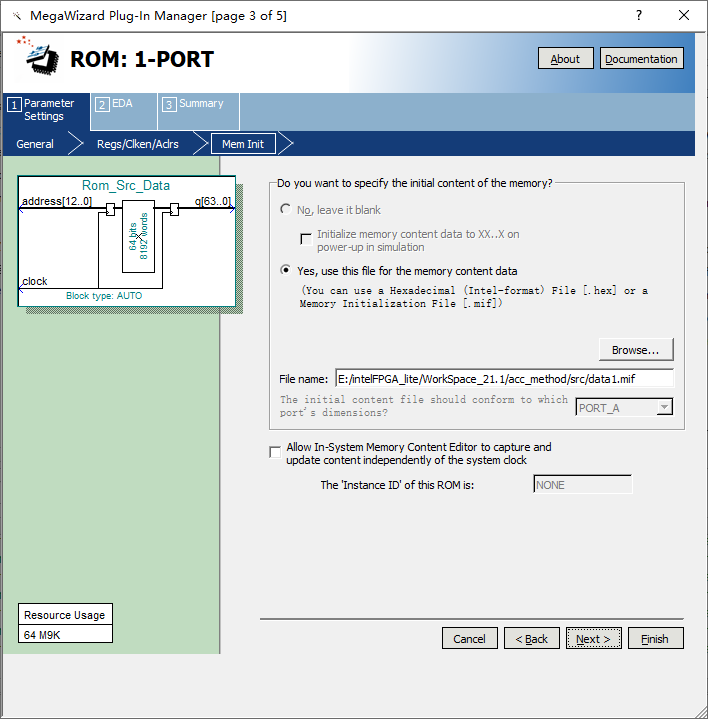 MegaWizard Plug-In Manager [page 3 of 5]
ROM: 1-PORT
About
Documentation
1 Parameter Settings
2 EDA
3 Summary
General
Regs/Clken/Aclrs
Mem Init
Rom_Src_Data
address[12..0]
q[63..0]
64 bits
8192 words
clock
Block type: AUTO
Do you want to specify the initial content of the memory?
No, leave it blank
Initialize memory content data to XX..X on
power-up in simulation
Yes, use this file for the memory content data
(You can use a Hexadecimal (Intel-format) File [.hex] or a
Memory Initialization File [.mif])
Browse...
File name: E:/intelFPGA_lite/WorkSpace_21.1/acc_method/src/data1.mif
The initial content file should conform to which
port's dimensions?
PORT_A
Allow In-System Memory Content Editor to capture and
update content independently of the system clock
The 'Instance ID' of this ROM is:
NONE
Resource Usage
64 M9K
Cancel
< Back
Next >
Finish